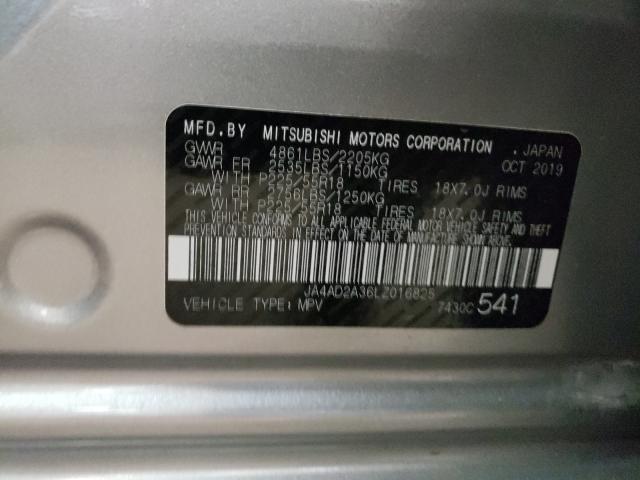 MFD.BY MITSUBISHI MOTORS CORPORATION . JAPAN
GVWR 4861LBS/2205KG OCT 2019
GAWR FR 2535LBS/1150KG
WITH P225/55R18 TIRES 18X7.0J RIMS
GAWR RR LBS/1250KG
WITH P225/55R18 TIRES 18X7.0J RIMS
THIS VEHICLE CONFORMS TO ALL APPLICABLE FEDERAL MOTOR VEHICLE SAFETY AND THEFT
PREVENTION STANDARDS IN EFFECT ON THE DATE OF MANUFACTURE SHOWN ABOVE.
JA4AD2A36LZ016825
VEHICLE TYPE: MPV 7430C 541